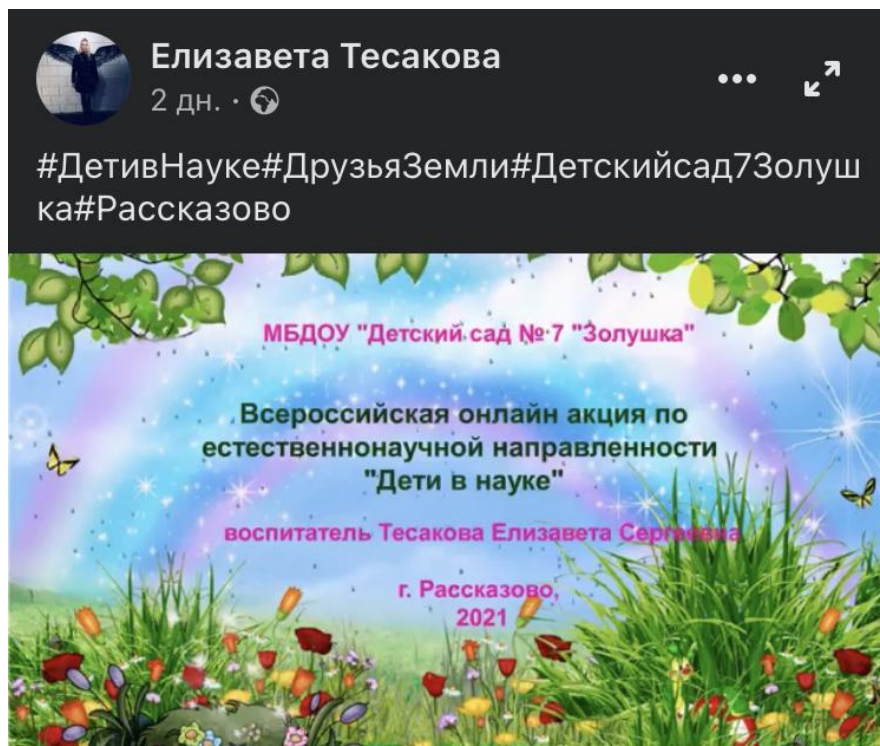 Елизавета Тесакова
2 дн. ·
#ДетивНауке#ДрузьяЗемли#Детскийсад7Золуш
ка#Рассказово
МБДОУ "Детский сад № 7 "Золушка"
Всероссийская онлайн акция по
естественнонаучной направленности
"Дети в науке"
воспитатель Тесакова Елизавета Сергеевна
г. Рассказово,
2021